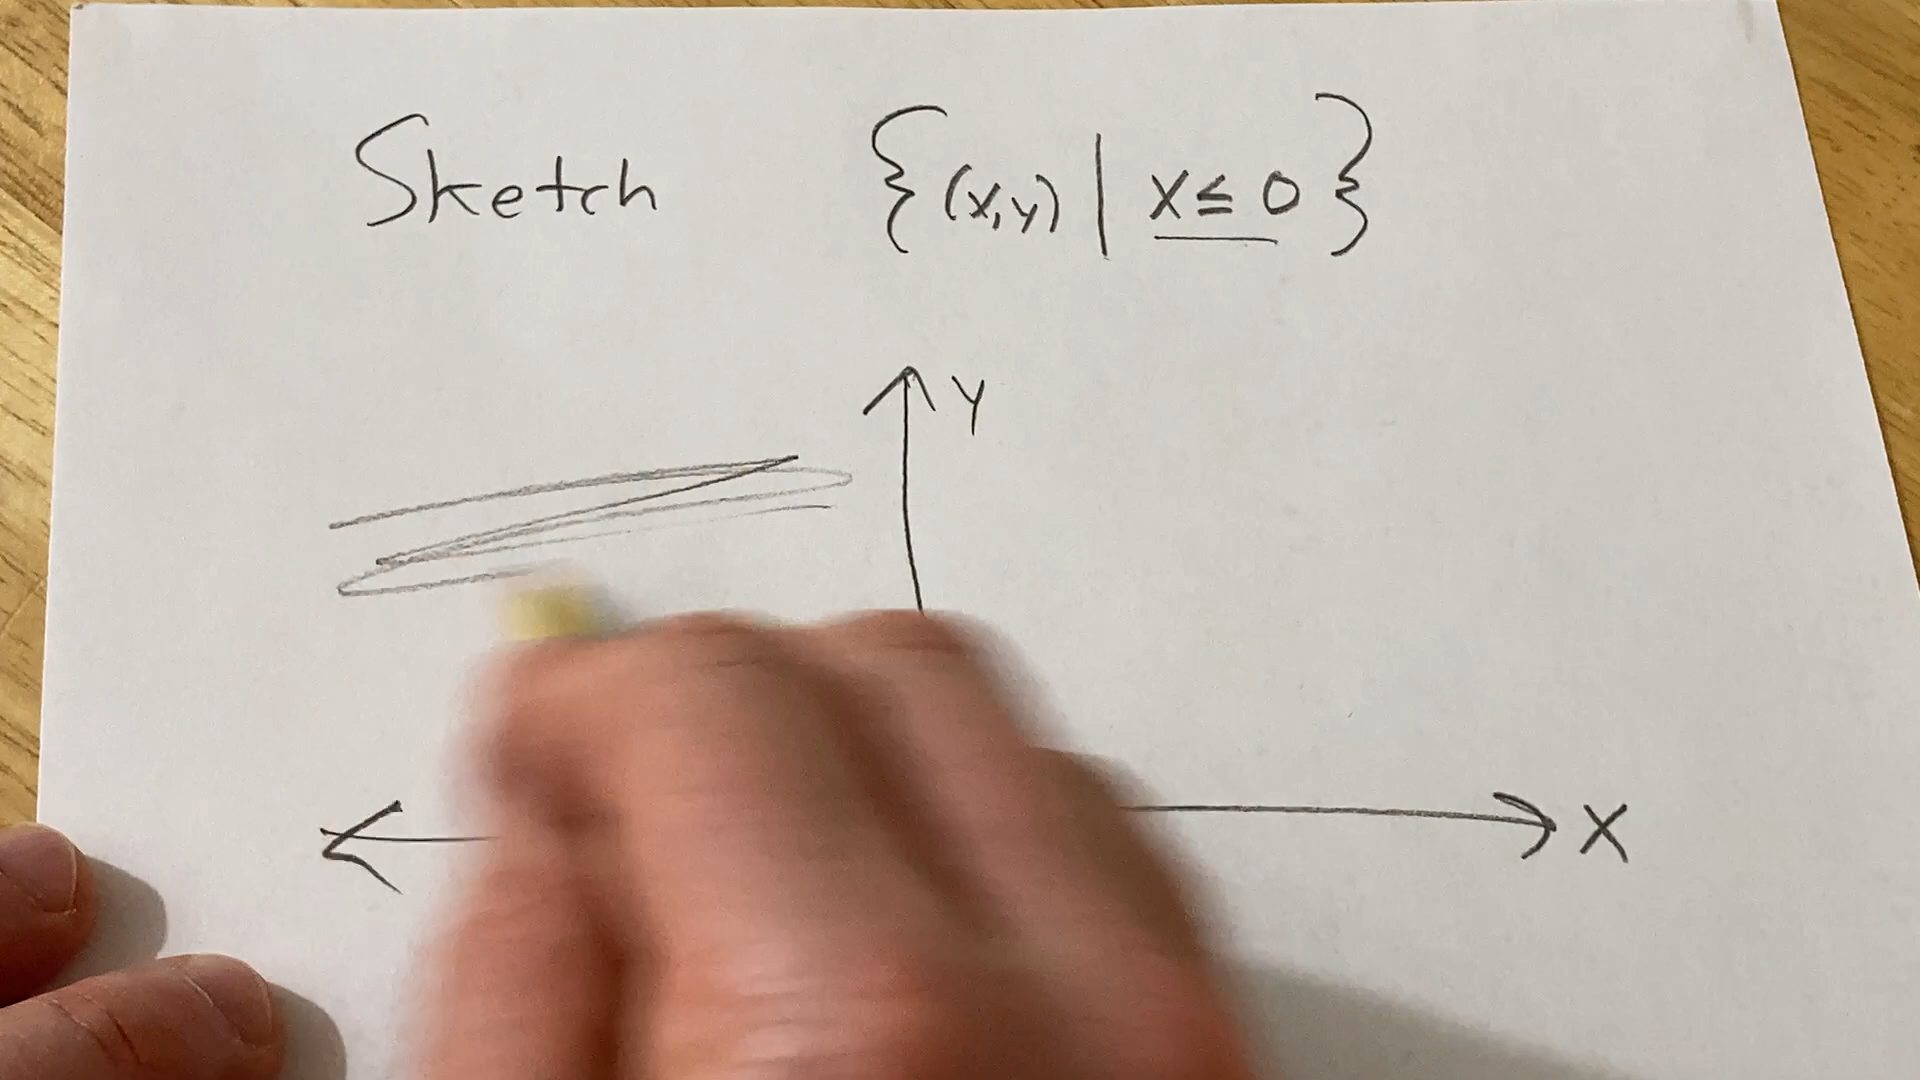 Sketch {(x,y) | x ≤ 0}
Y
X